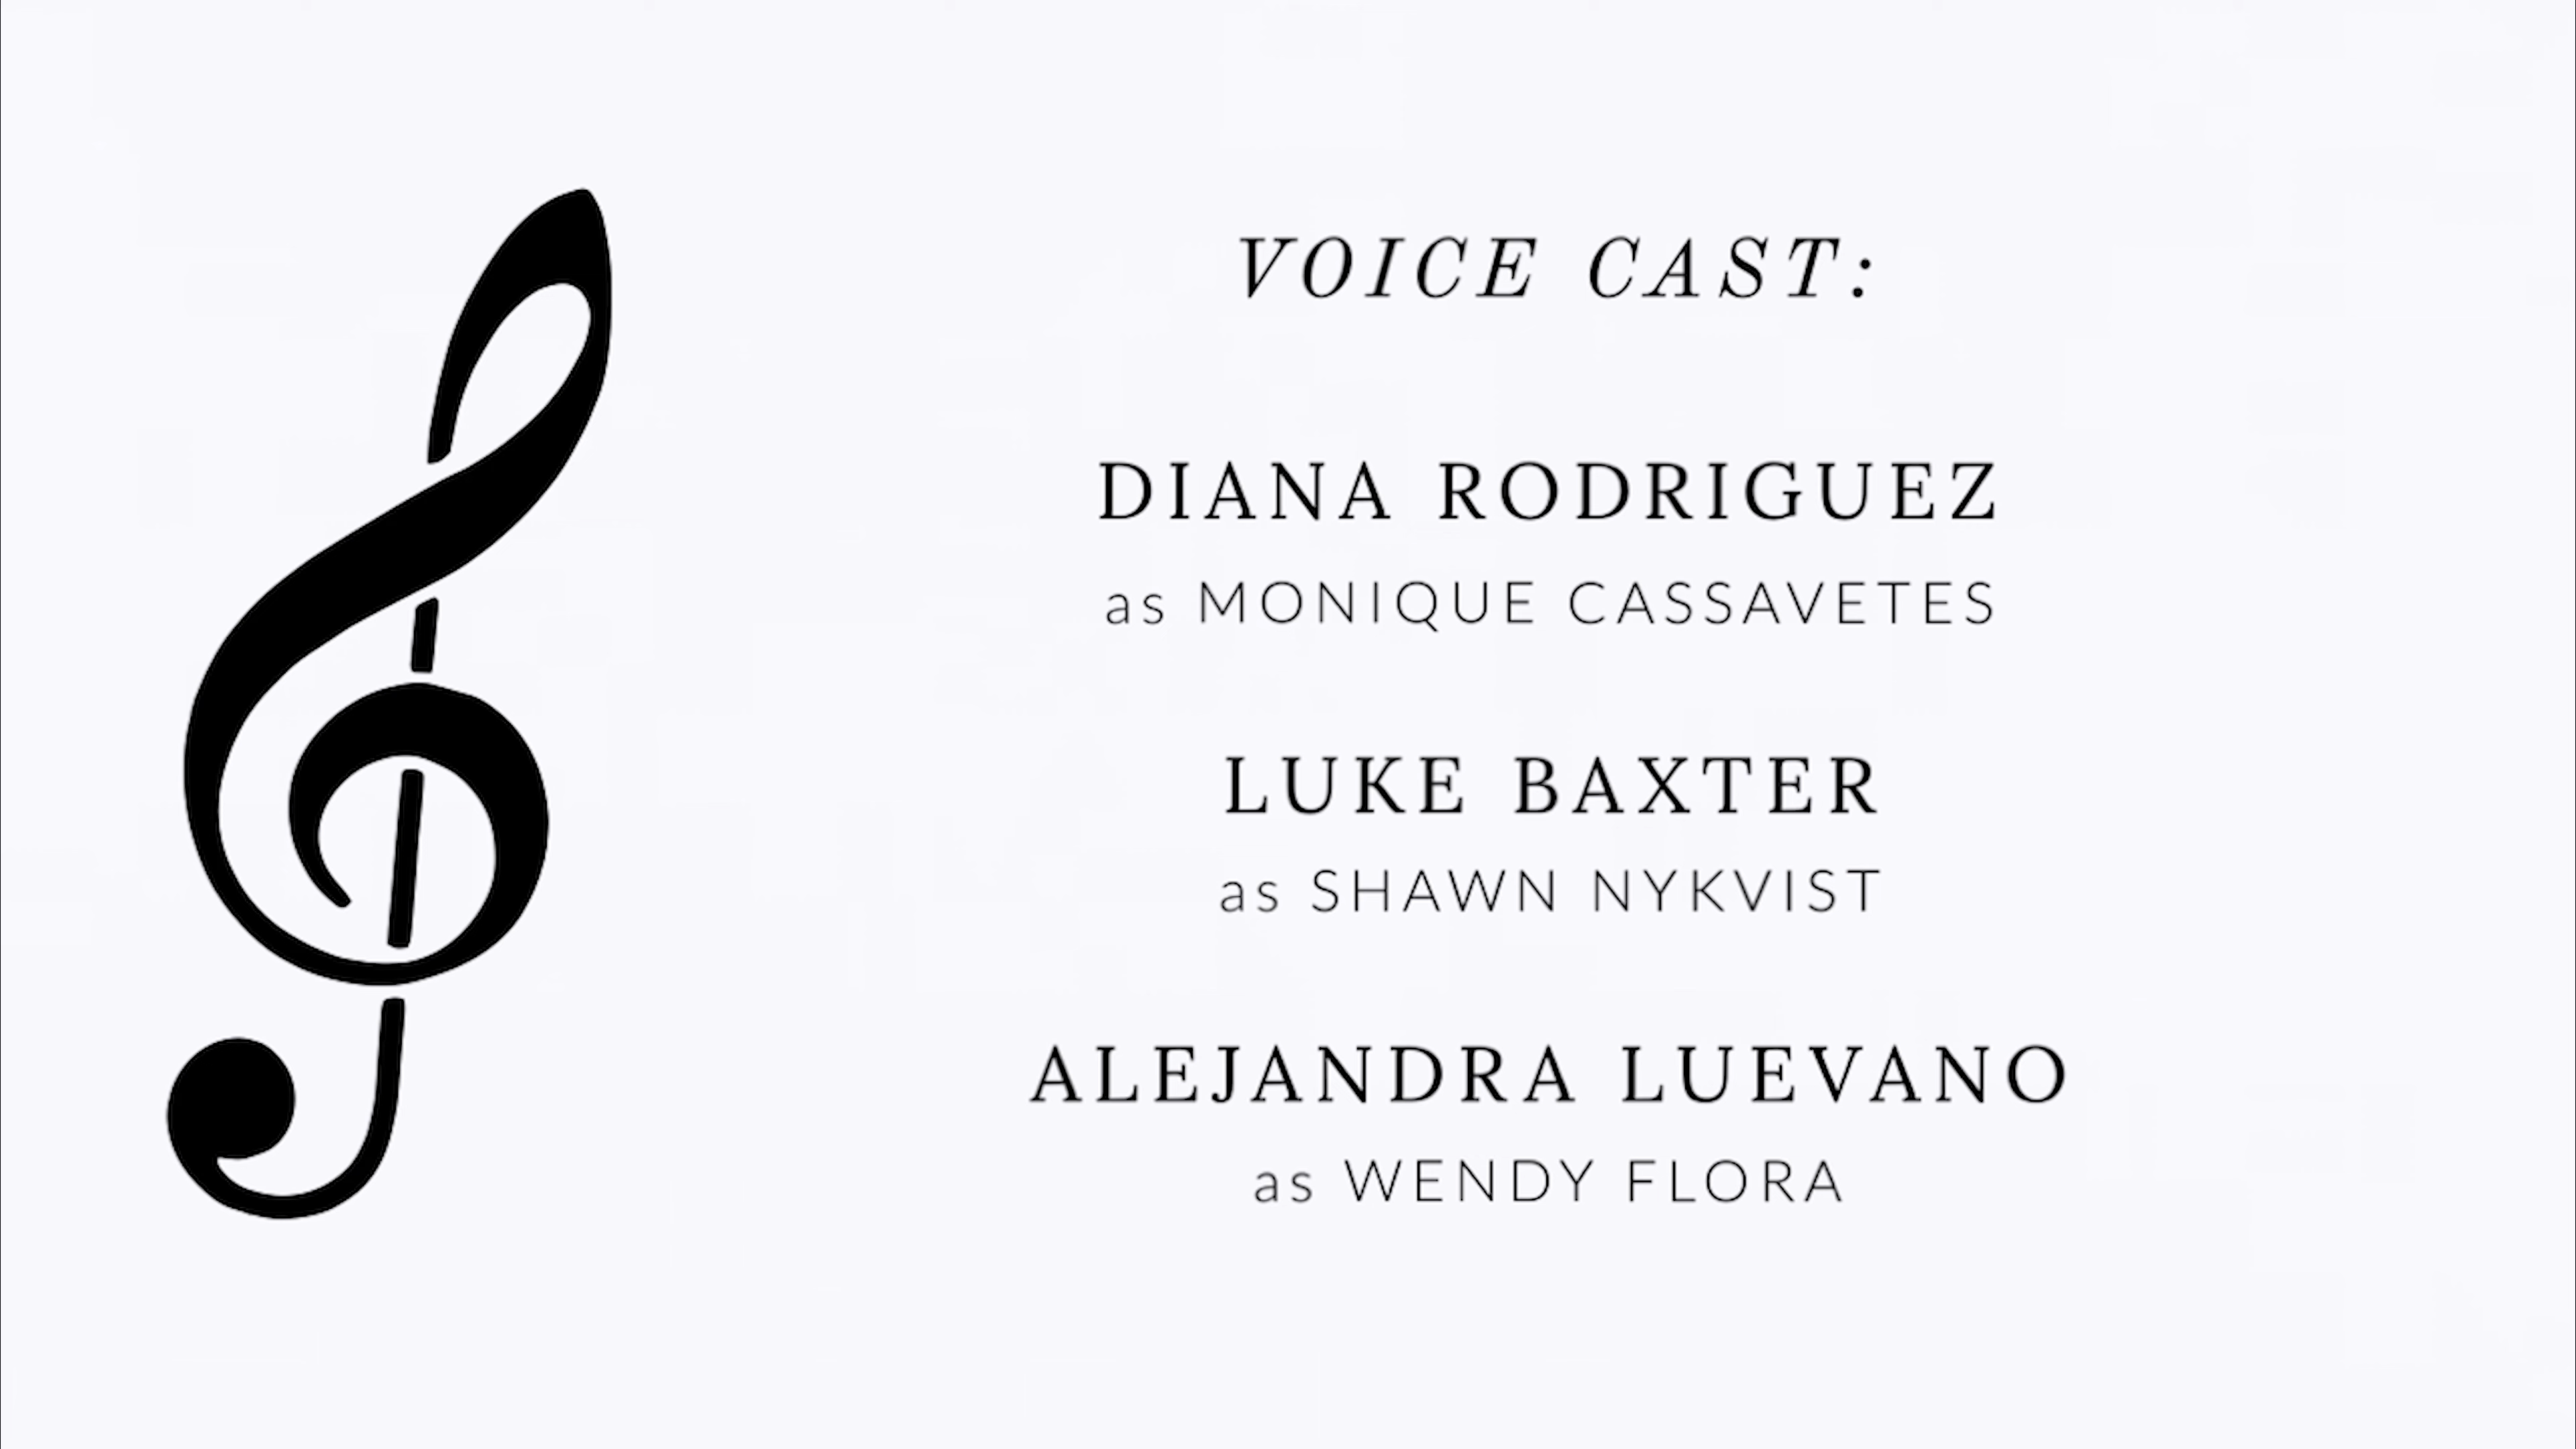 VOICE CAST:
DIANA RODRIGUEZ
as MONIQUE CASSAVETES
LUKE BAXTER
as SHAWN NYKVIST
ALEJANDRA LUEVANO
as WENDY FLORA